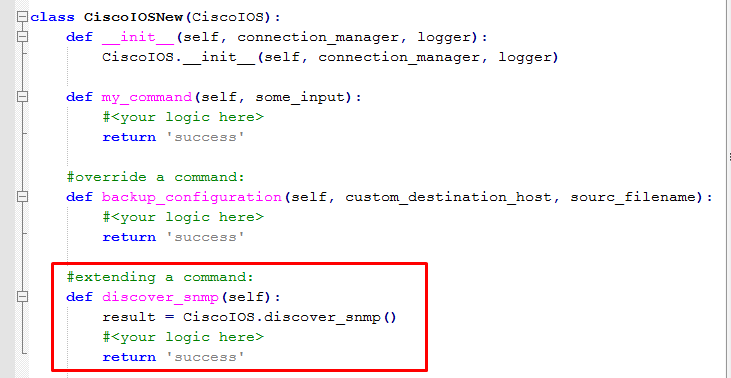 class CiscoIOSNew(CiscoIOS):
def __init__(self, connection_manager, logger):
CiscoIOS.__init__(self, connection_manager, logger)
def my_command(self, some_input):
#<your logic here>
return 'success'
#override a command:
def backup_configuration(self, custom_destination_host, sourc_filename):
#<your logic here>
return 'success'
#extending a command:
def discover_snmp(self):
result = CiscoIOS.discover_snmp()
#<your logic here>
return 'success'